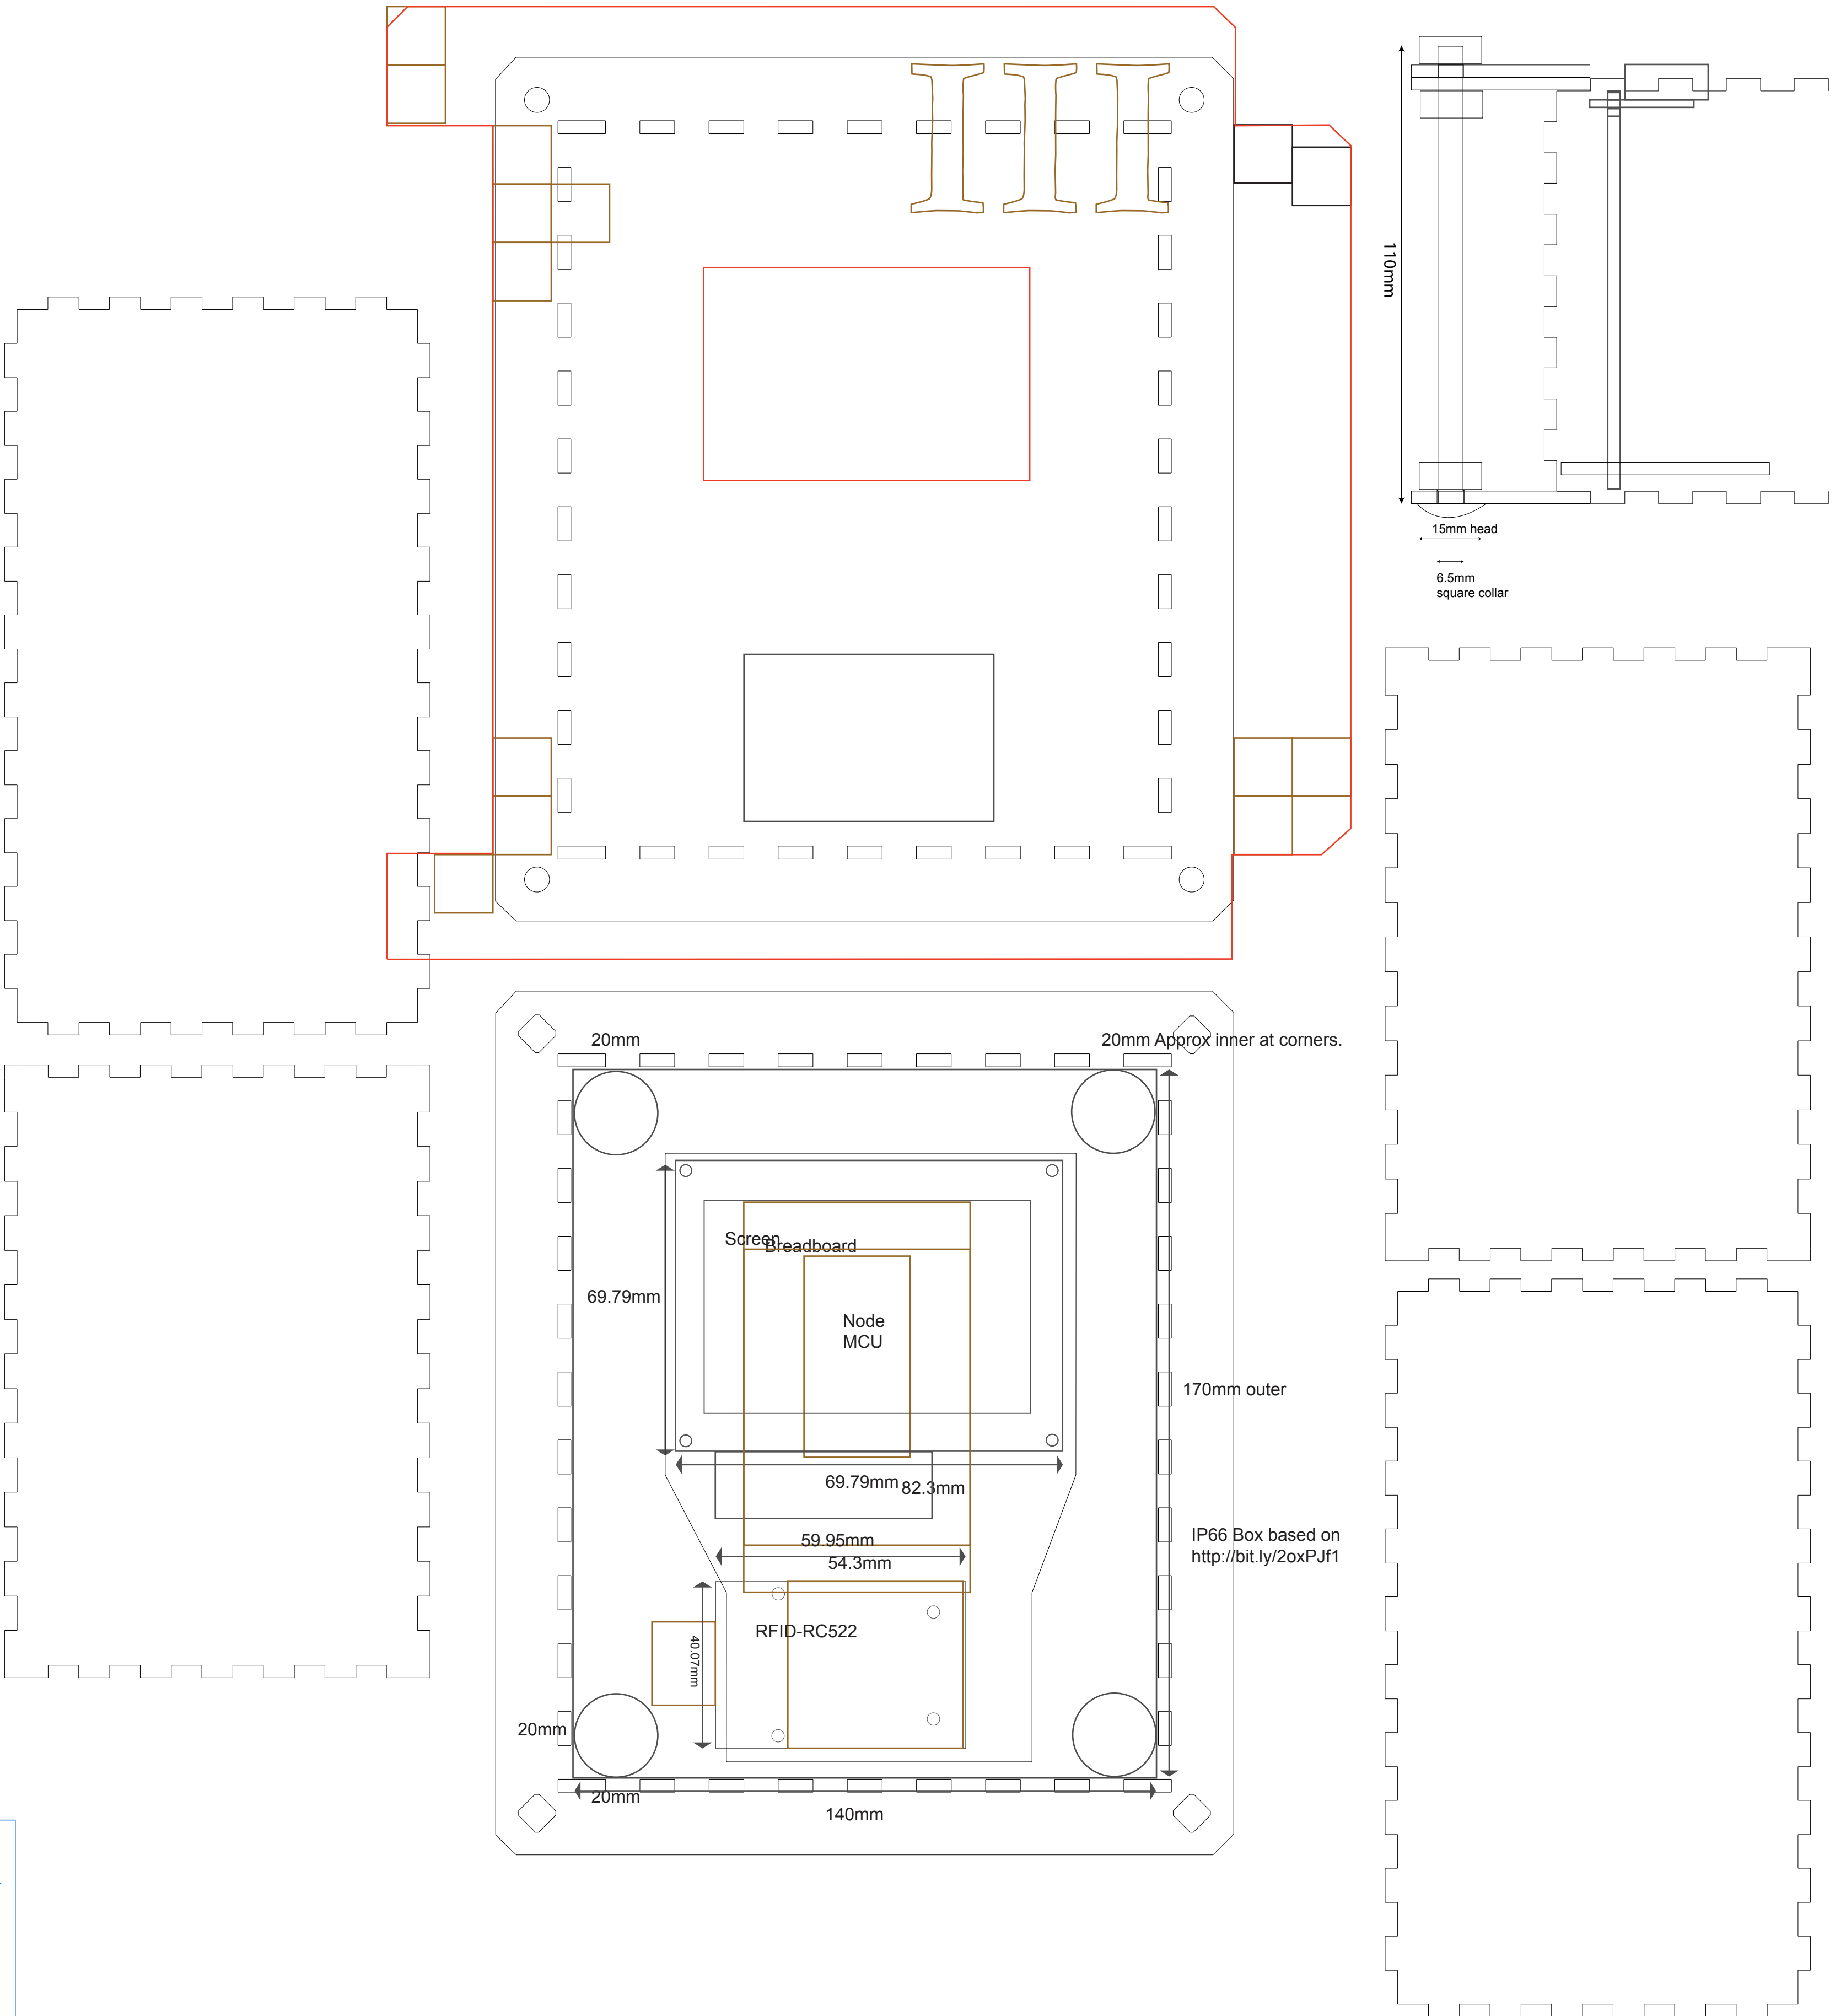 III
110mm
15mm head
6.5mm
square collar
20mm
20mm Approx inner at corners.
Screen
Breadboard
69.79mm
Node
MCU
170mm outer
69.79mm
82.3mm
IP66 Box based on
http://bit.ly/2oxPJf1
59.95mm
54.3mm
RFID-RC522
40.07mm
20mm
20mm
140mm